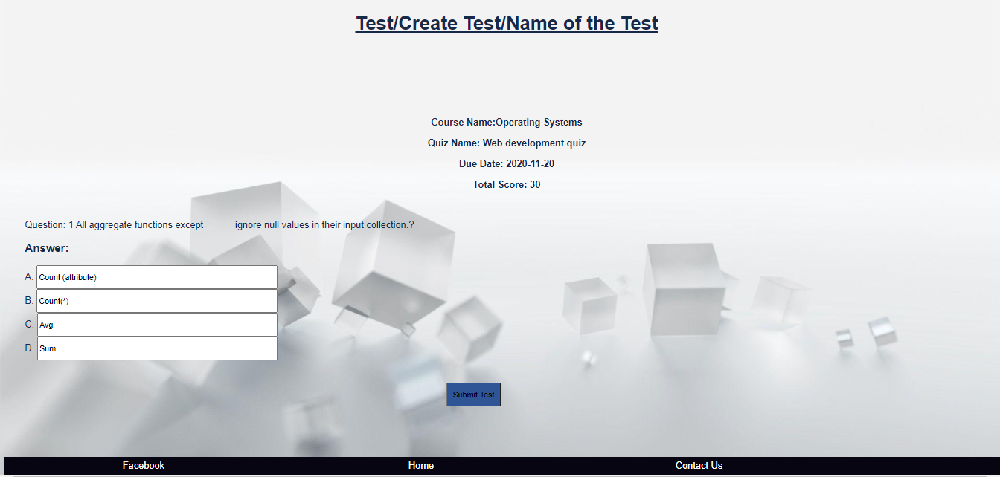 Test/Create Test/Name of the Test
Course Name:Operating Systems
Quiz Name: Web development quiz
Due Date: 2020-11-20
Total Score: 30
Question: 1 All aggregate functions except _____ ignore null values in their input collection.?
Answer:
A. Count (attribute)
B. Count(*)
C. Avg
D. Sum
Submit Test
Facebook Home Contact Us